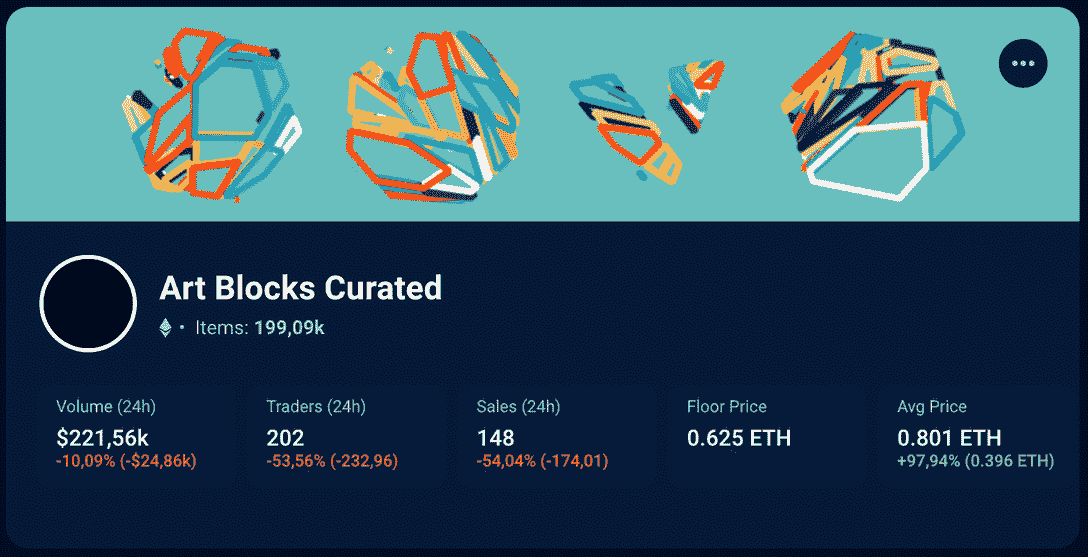 Art Blocks Curated
• Items: 199,09k
Volume (24h)
$221,56k
-10,09% (-$24,86k)
Traders (24h)
202
-53,56% (-232,96)
Sales (24h)
148
-54,04% (-174,01)
Floor Price
0.625 ETH
Avg Price
0.801 ETH
+97,94% (0.396 ETH)